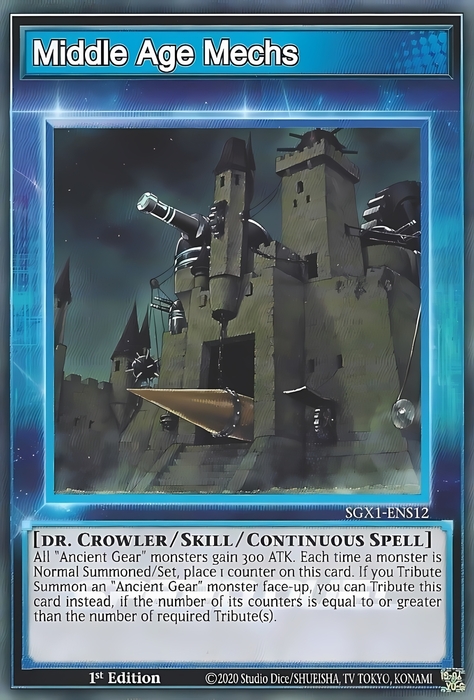 Middle Age Mechs
SGX1-ENS12
[DR. CROWLER/SKILL/CONTINUOUS SPELL]
All "Ancient Gear" monsters gain 300 ATK. Each time a monster is
Normal Summoned/Set, place 1 counter on this card. If you Tribute
Summon an "Ancient Gear" monster face-up, you can Tribute this
card instead, if the number of its counters is equal to or greater
than the number of required Tribute(s).
1st Edition
©2020 Studio Dice/SHUEISHA, TV TOKYO, KONAMI